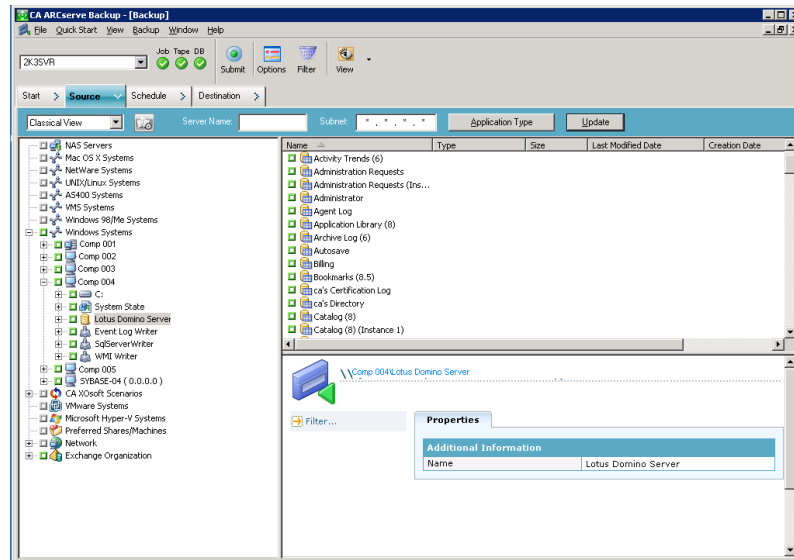 CA ARCserve Backup - [Backup]
File Quick Start View Backup Window Help
2K3SVR
Job Tape DB
Submit Options Filter View
Start > Source Schedule > Destination >
Classical View
Server Name:
Subnet:
Application Type
Update
NAS Servers
Mac OS X Systems
NetWare Systems
UNIX/Linux Systems
AS400 Systems
VMS Systems
Windows 98/Me Systems
Windows Systems
Comp 001
Comp 002
Comp 003
Comp 004
C:
System State
Lotus Domino Server
Event Log Writer
SqlServerWriter
WMI Writer
Comp 005
SYBASE-04 ( 0.0.0.0 )
CA XOsoft Scenarios
VMware Systems
Microsoft Hyper-V Systems
Preferred Shares/Machines
Network
Exchange Organization
Name Type Size Last Modified Date Creation Date
Activity Trends (6)
Administration Requests
Administration Requests (Ins...
Administrator
Agent Log
Application Library (8)
Archive Log (6)
Autosave
Billing
Bookmarks (8.5)
ca's Certification Log
ca's Directory
Catalog (8)
Catalog (8) (Instance 1)
\\Comp 004\Lotus Domino Server
Filter...
Properties
Additional Information
Name Lotus Domino Server